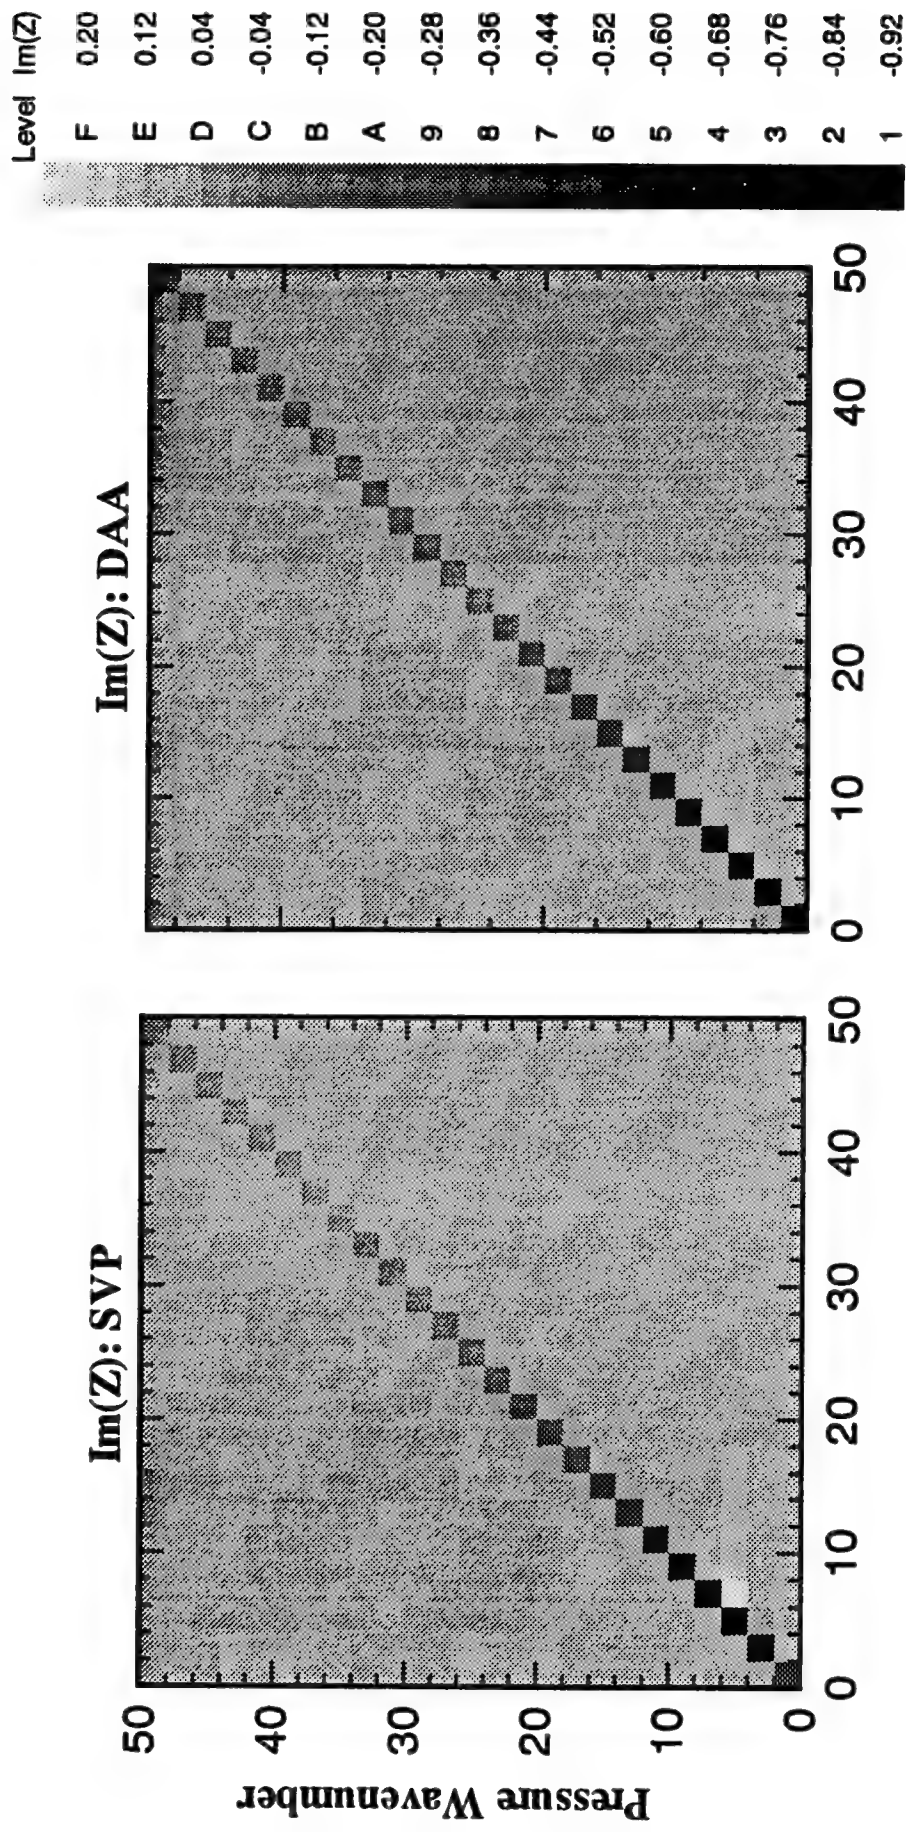 Im(Z): SVP
Im(Z): DAA
Level Im(Z)
F 0.20
E 0.12
D 0.04
C -0.04
B -0.12
A -0.20
9 -0.28
8 -0.36
7 -0.44
6 -0.52
5 -0.60
4 -0.68
3 -0.76
2 -0.84
1 -0.92
Pressure Wavenumber
50
40
30
20
10
0
0 10 20 30 40 50
0 10 20 30 40 50